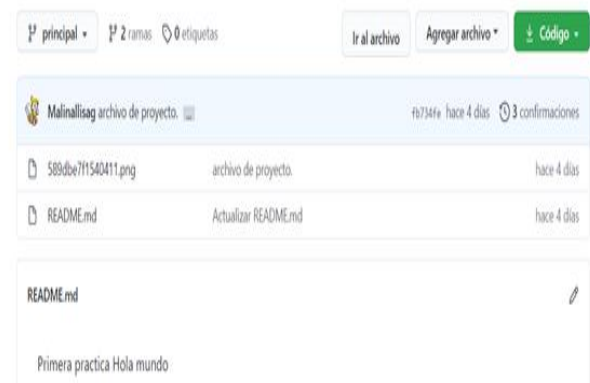 principal 2 ramas 0 etiquetas Ir al archivo Agregar archivo Código
Malinallisag archivo de proyecto. fb734fe hace 4 días 3 confirmaciones
589dbe7f1540411.png archivo de proyecto. hace 4 días
README.md Actualizar README.md hace 4 días
README.md
Primera practica Hola mundo